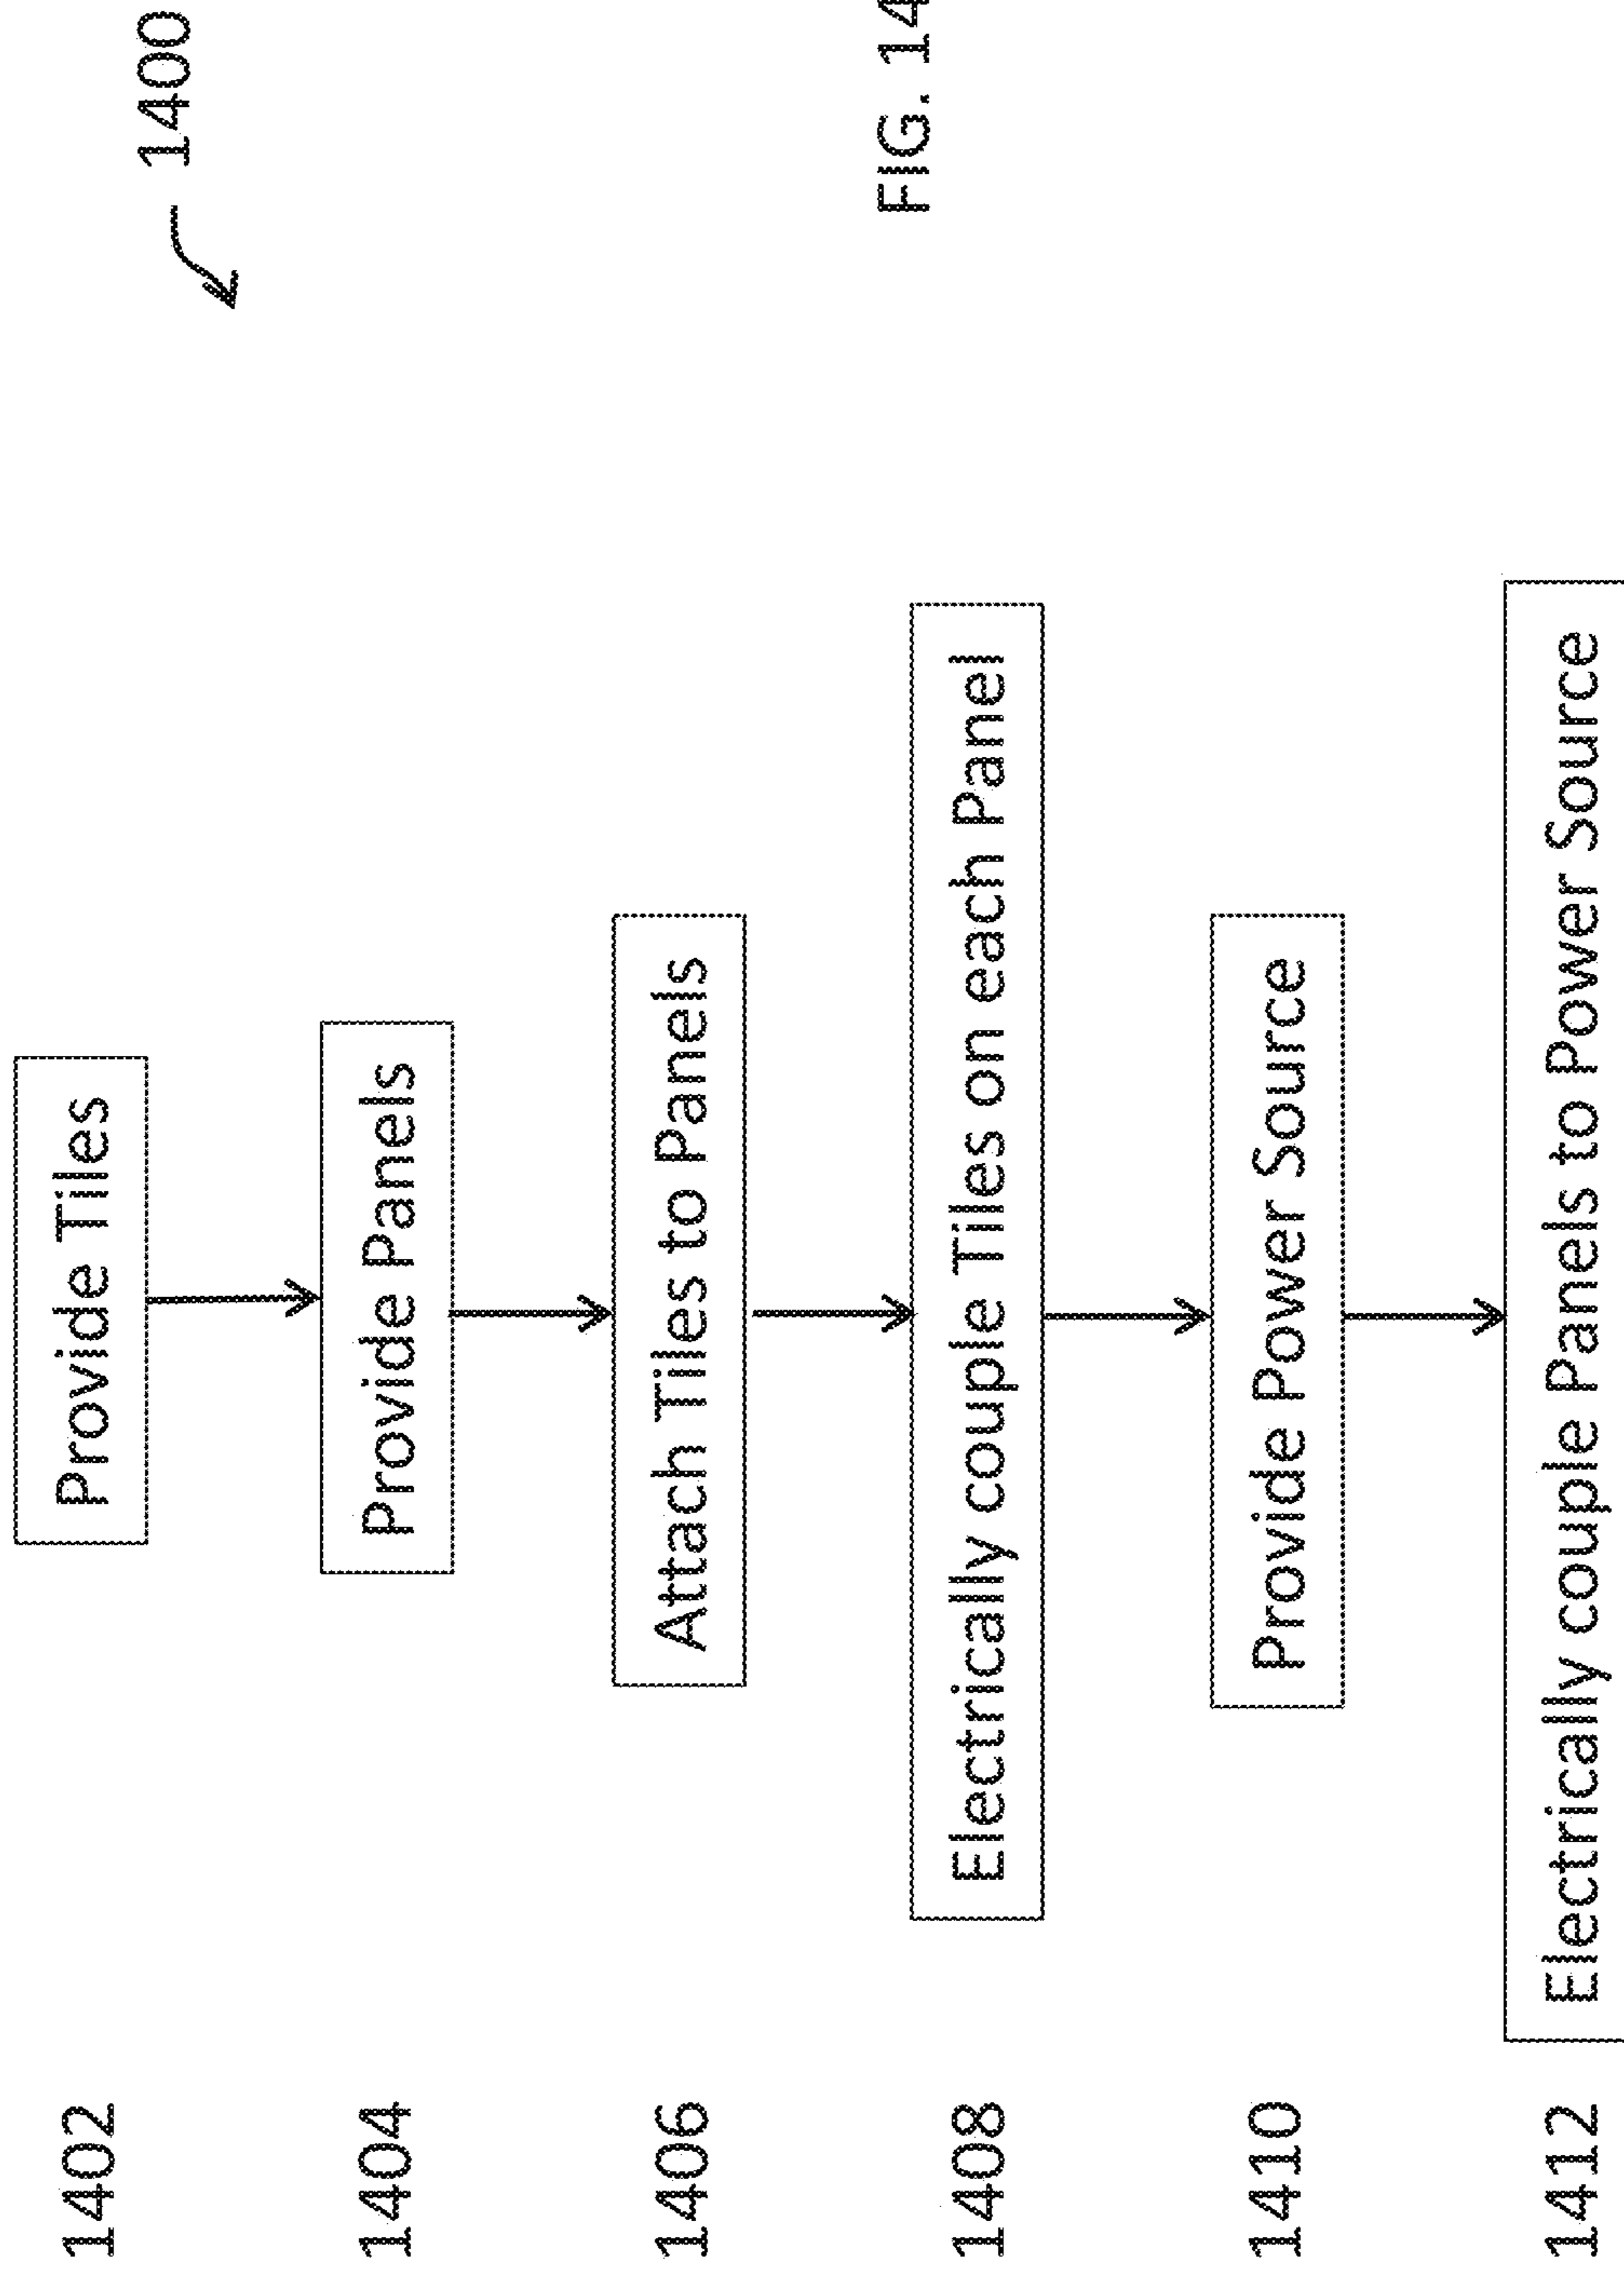 1400
1402 Provide Tiles
1404 Provide Panels
1406 Attach Tiles to Panels
1408 Electrically couple Tiles on each Panel
1410 Provide Power Source
1412 Electrically couple Panels to Power Source
FIG. 14